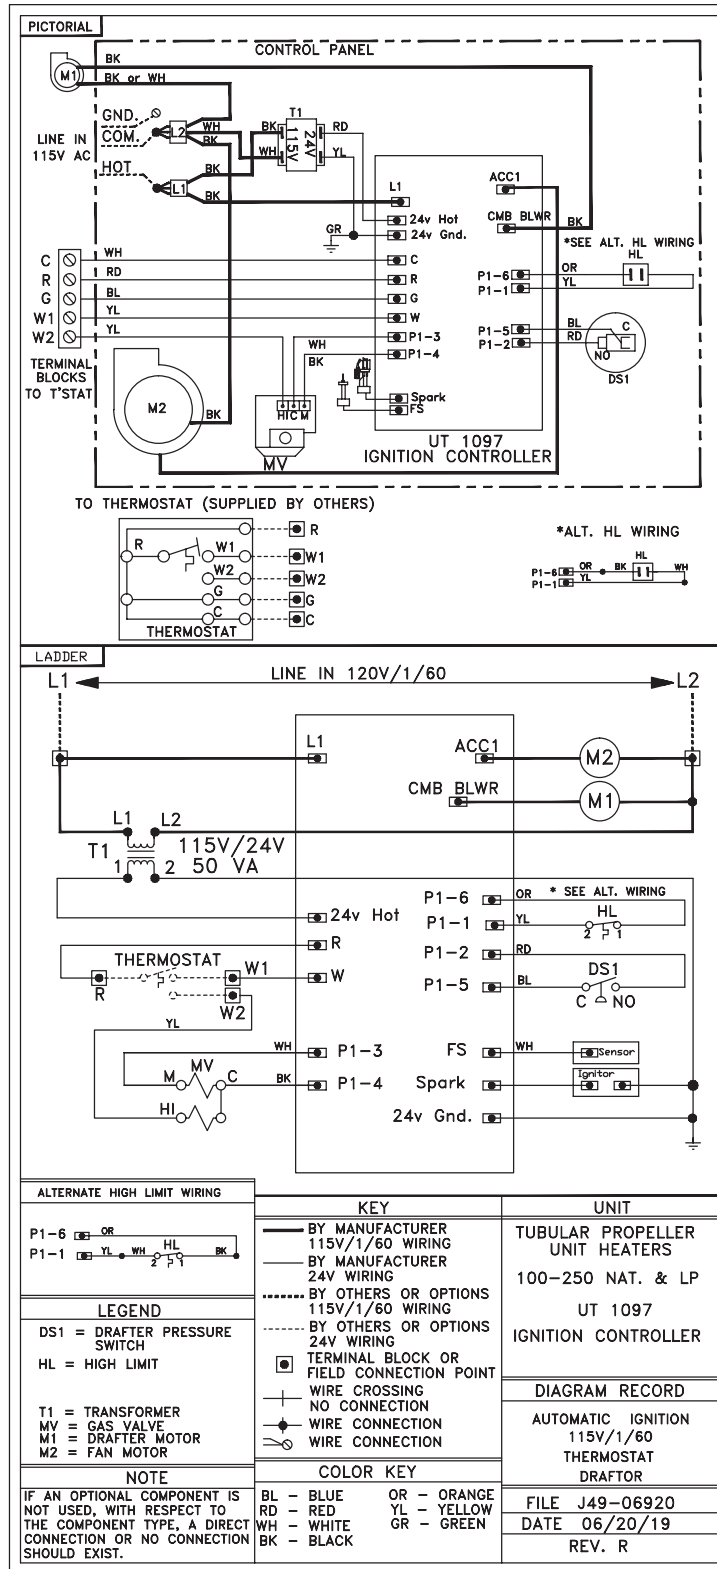 PICTORIAL
CONTROL PANEL
BK
M1
BK or WH
GND.
COM.
LINE IN
115V AC
HOT
L2
WH
BK
L1
BK
BK
BK
WH
T1
115V
24V
RD
YL
GR
L1
24v Hot
24v Gnd.
ACC1
CMB BLWR
BK
*SEE ALT. HL WIRING
HL
P1-6
OR
P1-1
YL
P1-5
BL
P1-2
RD
C
NO
DS1
C
WH
C
R
RD
R
G
BL
G
W1
YL
W
W2
YL
P1-3
WH
P1-4
BK
TERMINAL
BLOCKS
TO T'STAT
M2
BK
HI C M
MV
Spark
FS
UT 1097
IGNITION CONTROLLER
TO THERMOSTAT (SUPPLIED BY OTHERS)
R
R
W1
W1
W2
W2
G
G
C
C
THERMOSTAT
*ALT. HL WIRING
HL
P1-6
OR
BK
WH
P1-1
YL
LADDER
L1
LINE IN 120V/1/60
L2
L1
ACC1
M2
CMB BLWR
M1
L1
L2
T1
115V/24V
50 VA
1
2
24v Hot
P1-6
OR
* SEE ALT. WIRING
P1-1
YL
HL
2
1
R
P1-2
RD
THERMOSTAT
W1
W
R
W2
P1-5
BL
DS1
C
NO
YL
WH
P1-3
FS
WH
Sensor
MV
M
C
BK
P1-4
Spark
Ignitor
HI
24v Gnd.
ALTERNATE HIGH LIMIT WIRING
P1-6
OR
P1-1
YL
WH
HL
2
1
BK
LEGEND
DS1 = DRAFTER PRESSURE
SWITCH
HL = HIGH LIMIT
T1 = TRANSFORMER
MV = GAS VALVE
M1 = DRAFTER MOTOR
M2 = FAN MOTOR
NOTE
IF AN OPTIONAL COMPONENT IS
NOT USED, WITH RESPECT TO
THE COMPONENT TYPE, A DIRECT
CONNECTION OR NO CONNECTION
SHOULD EXIST.
KEY
BY MANUFACTURER
115V/1/60 WIRING
BY MANUFACTURER
24V WIRING
BY OTHERS OR OPTIONS
115V/1/60 WIRING
BY OTHERS OR OPTIONS
24V WIRING
TERMINAL BLOCK OR
FIELD CONNECTION POINT
WIRE CROSSING
NO CONNECTION
WIRE CONNECTION
WIRE CONNECTION
COLOR KEY
BL - BLUE
OR - ORANGE
RD - RED
YL - YELLOW
WH - WHITE
GR - GREEN
BK - BLACK
UNIT
TUBULAR PROPELLER
UNIT HEATERS
100-250 NAT. & LP
UT 1097
IGNITION CONTROLLER
DIAGRAM RECORD
AUTOMATIC IGNITION
115V/1/60
THERMOSTAT
DRAFTOR
FILE J49-06920
DATE 06/20/19
REV. R